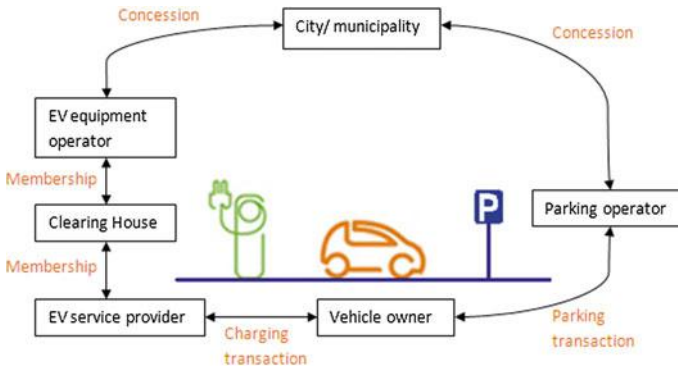 Concession
City/ municipality
Concession
EV equipment
operator
Membership
Clearing House
P
Parking operator
Membership
EV service provider
Charging
transaction
Vehicle owner
Parking
transaction